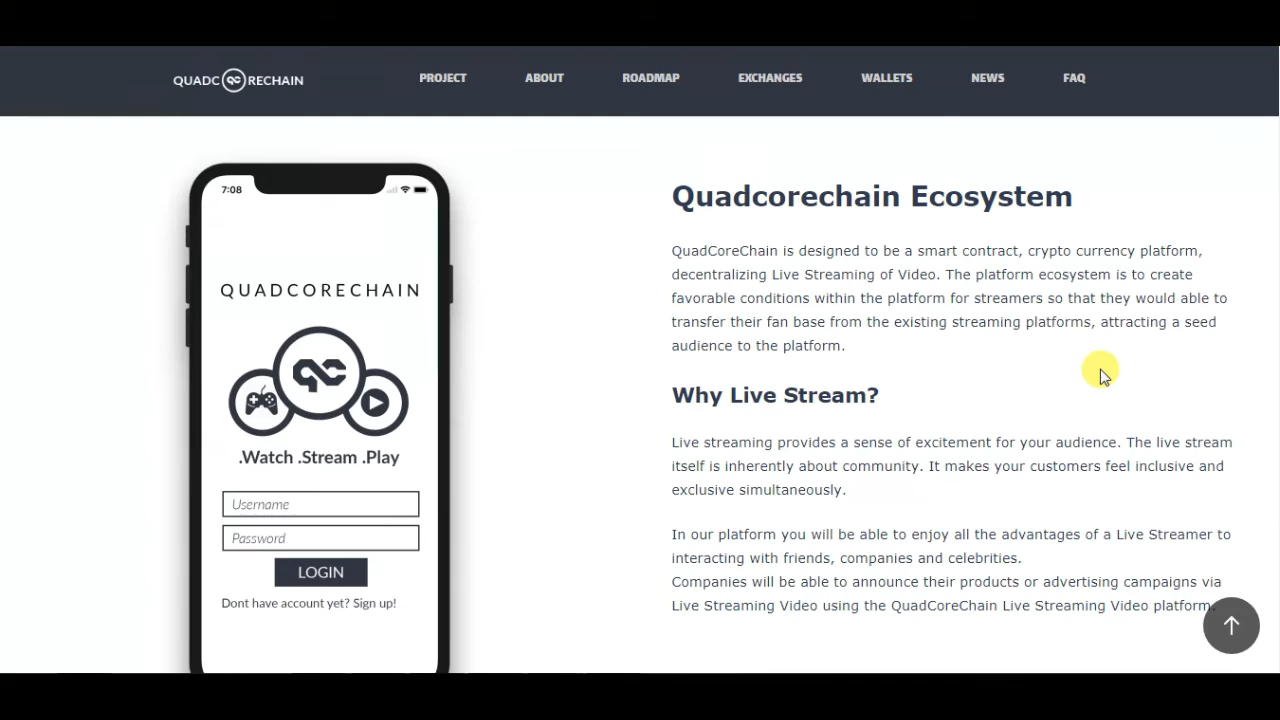 QUADCQCRECHAIN
PROJECT
ABOUT
ROADMAP
EXCHANGES
WALLETS
NEWS
FAQ
7:08
QUADCORECHAIN
qc
.Watch .Stream .Play
Username
Password
LOGIN
Dont have account yet? Sign up!
Quadcorechain Ecosystem
QuadCoreChain is designed to be a smart contract, crypto currency platform,
decentralizing Live Streaming of Video. The platform ecosystem is to create
favorable conditions within the platform for streamers so that they would able to
transfer their fan base from the existing streaming platforms, attracting a seed
audience to the platform.
Why Live Stream?
Live streaming provides a sense of excitement for your audience. The live stream
itself is inherently about community. It makes your customers feel inclusive and
exclusive simultaneously.
In our platform you will be able to enjoy all the advantages of a Live Streamer to
interacting with friends, companies and celebrities.
Companies will be able to announce their products or advertising campaigns via
Live Streaming Video using the QuadCoreChain Live Streaming Video platform.